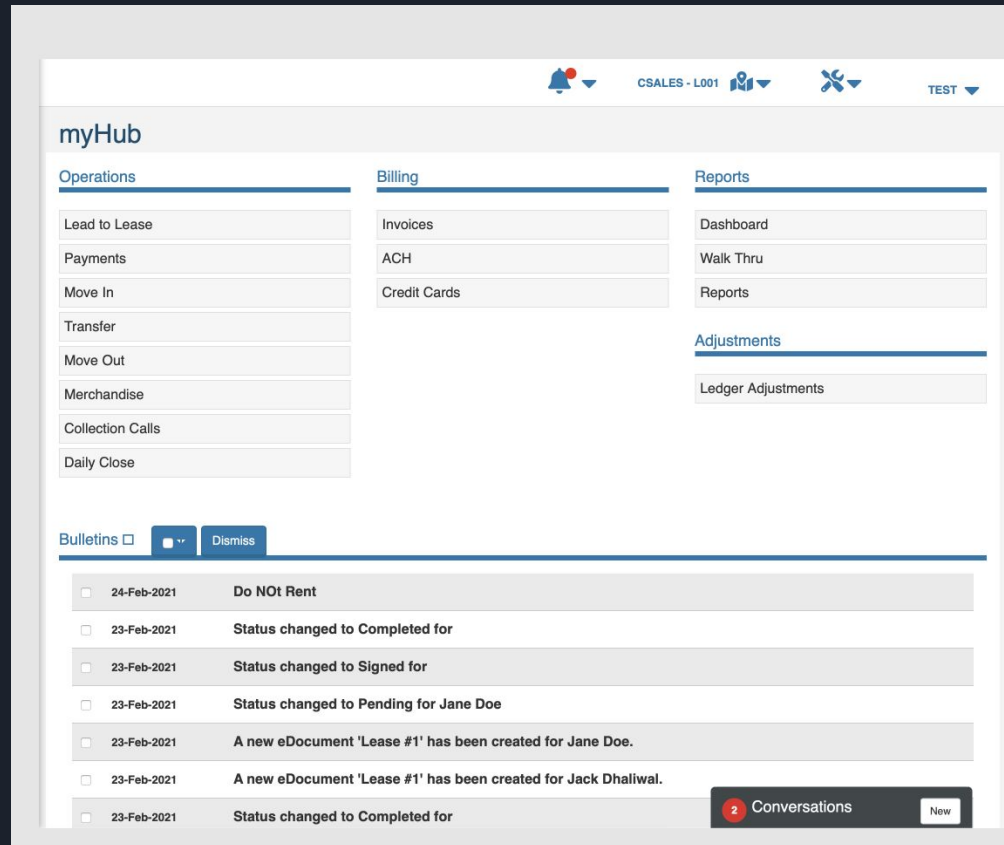 CSALES - L001
TEST
myHub
Operations
Lead to Lease
Payments
Move In
Transfer
Move Out
Merchandise
Collection Calls
Daily Close
Billing
Invoices
ACH
Credit Cards
Reports
Dashboard
Walk Thru
Reports
Adjustments
Ledger Adjustments
Bulletins
Dismiss
24-Feb-2021 Do NOt Rent
23-Feb-2021 Status changed to Completed for
23-Feb-2021 Status changed to Signed for
23-Feb-2021 Status changed to Pending for Jane Doe
23-Feb-2021 A new eDocument 'Lease #1' has been created for Jane Doe.
23-Feb-2021 A new eDocument 'Lease #1' has been created for Jack Dhaliwal.
23-Feb-2021 Status changed to Completed for
2 Conversations New